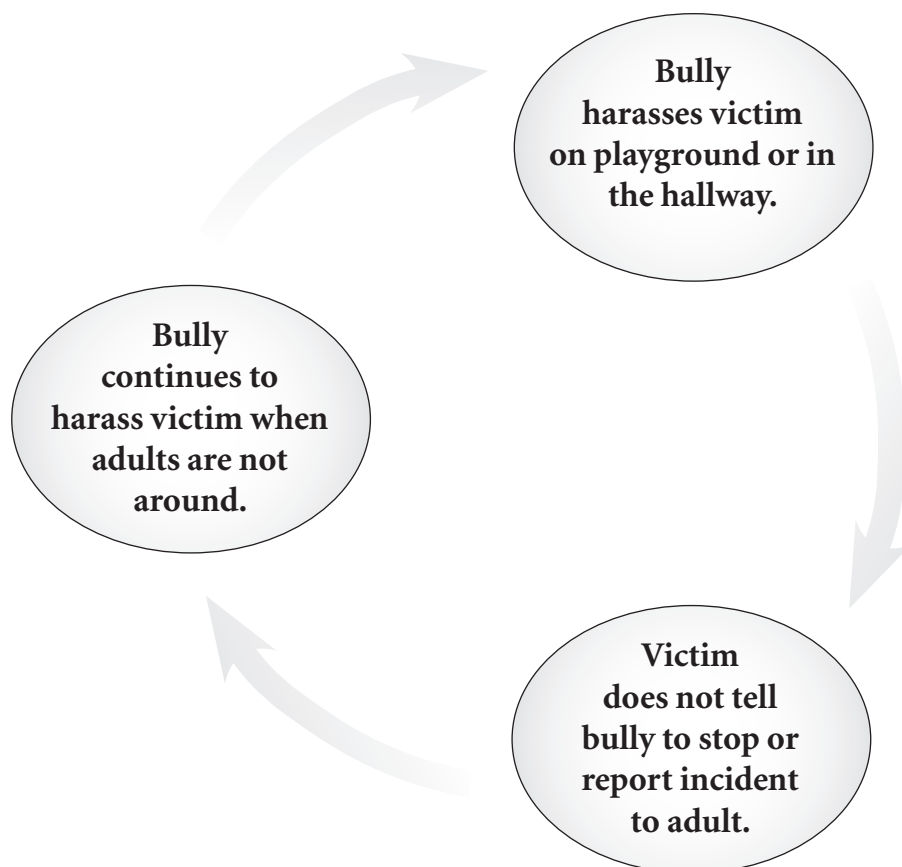 Bully
harasses victim
on playground or in
the hallway.
Victim
does not tell
bully to stop or
report incident
to adult.
Bully
continues to
harass victim when
adults are not
around.